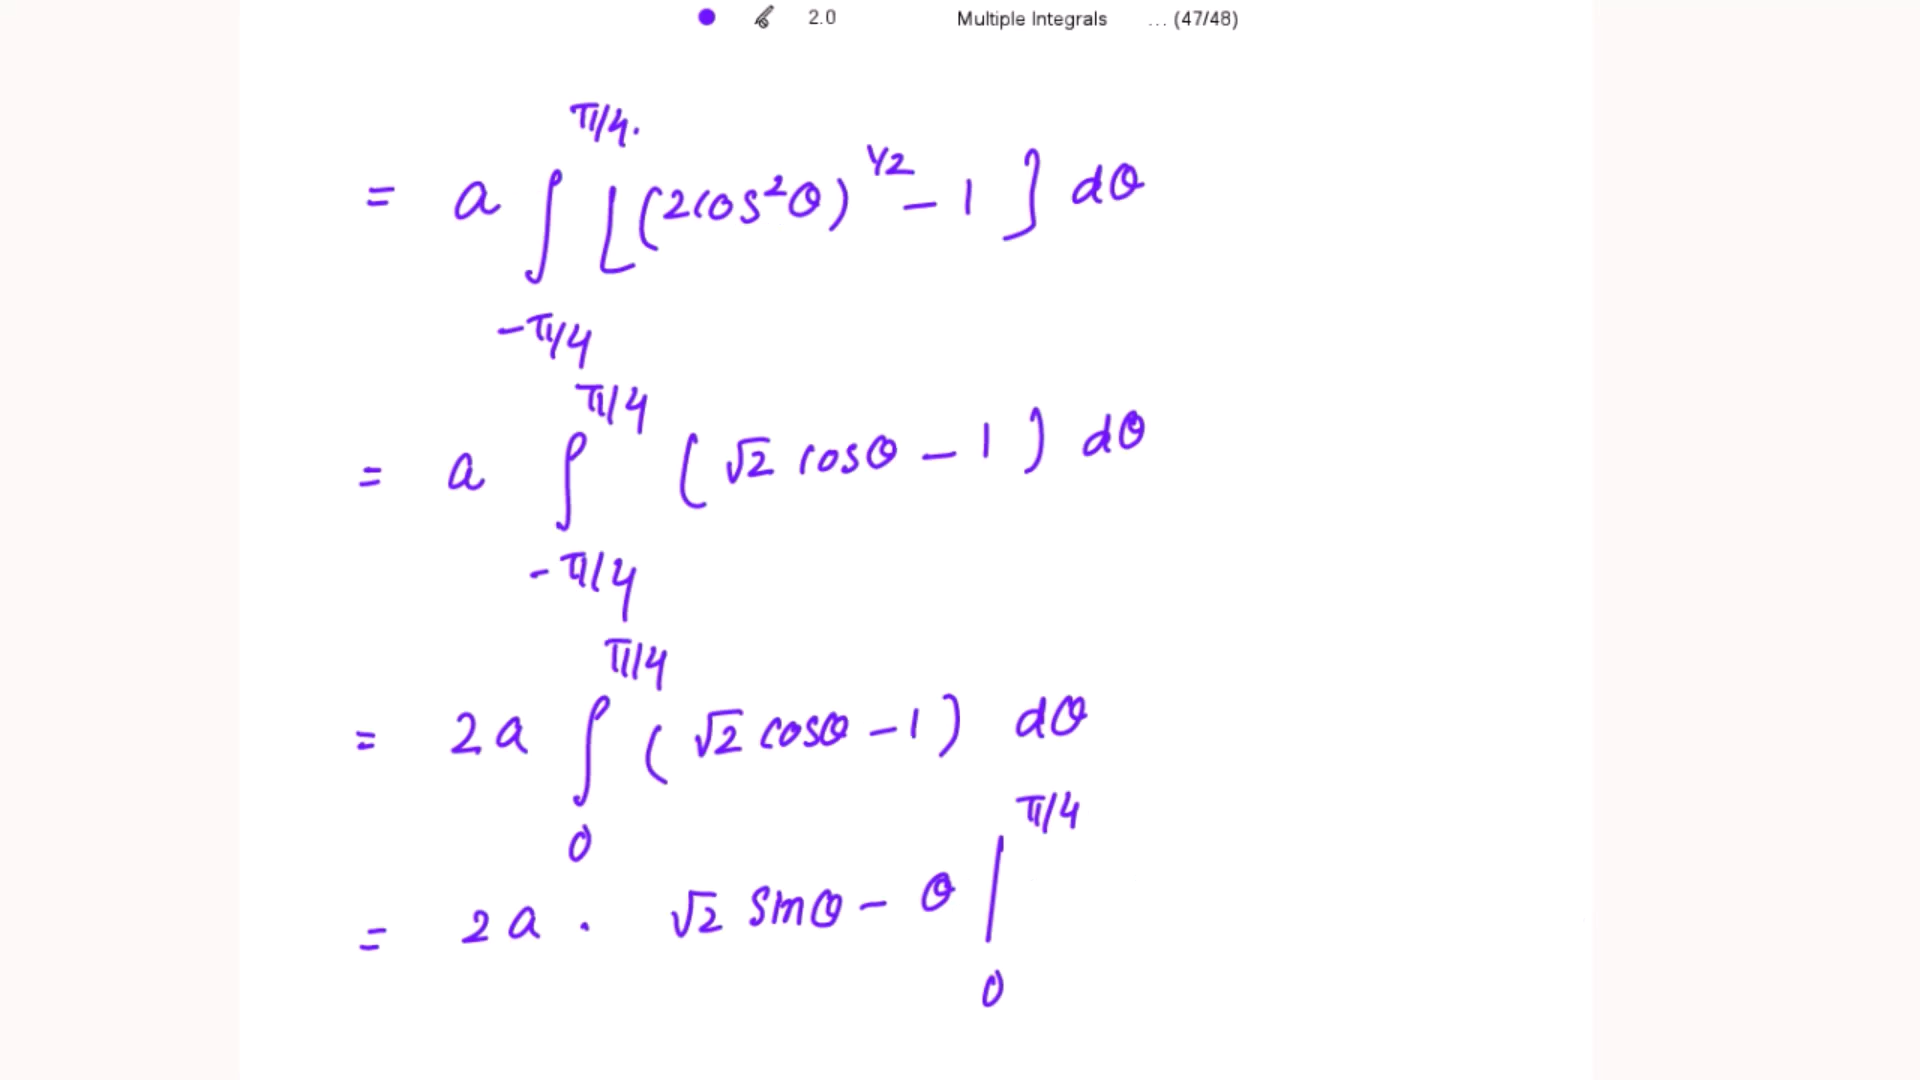 2.0 Multiple Integrals ... (47/48)
π/4.
= a ∫ [(2cos²θ)^1/2 - 1] dθ
-π/4
π/4
= a ∫ (√2 cosθ - 1) dθ
-π/4
π/4
= 2a ∫ (√2 cosθ - 1) dθ
0
π/4
= 2a . √2 sinθ - θ |
0